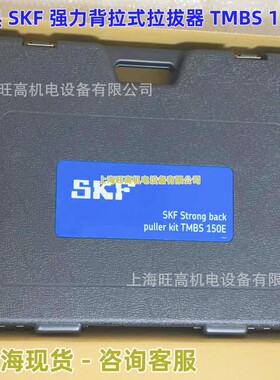 SKF 强力背拉式拉拔器 TMBS 1
上海旺高机电设备有限公司
上海旺高机电设备有限公司
SKF
SKF Strong back
puller kit TMBS 150E
上海旺高机电设备有限公司
海现货 - 咨询客服